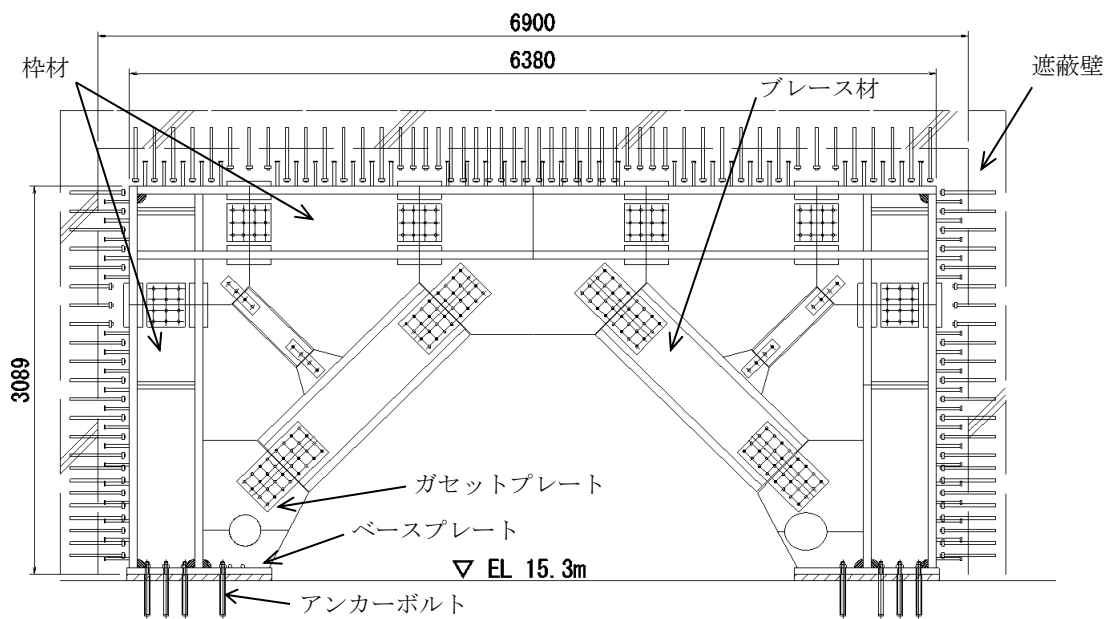 6900
6380
枠材
遮蔽壁
ブレース材
3089
ガセットプレート
ベースプレート
▽ EL 15.3m
アンカーボルト